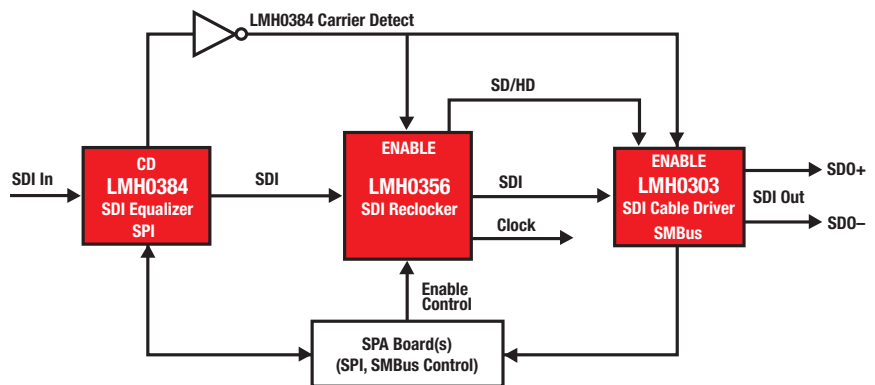 LMH0384 Carrier Detect
SD/HD
SDI In
CD
LMH0384
SDI Equalizer
SPI
SDI
ENABLE
LMH0356
SDI Reclocker
SDI
Clock
ENABLE
LMH0303
SDI Cable Driver
SMBus
SDO+
SDI Out
SDO–
Enable
Control
SPA Board(s)
(SPI, SMBus Control)